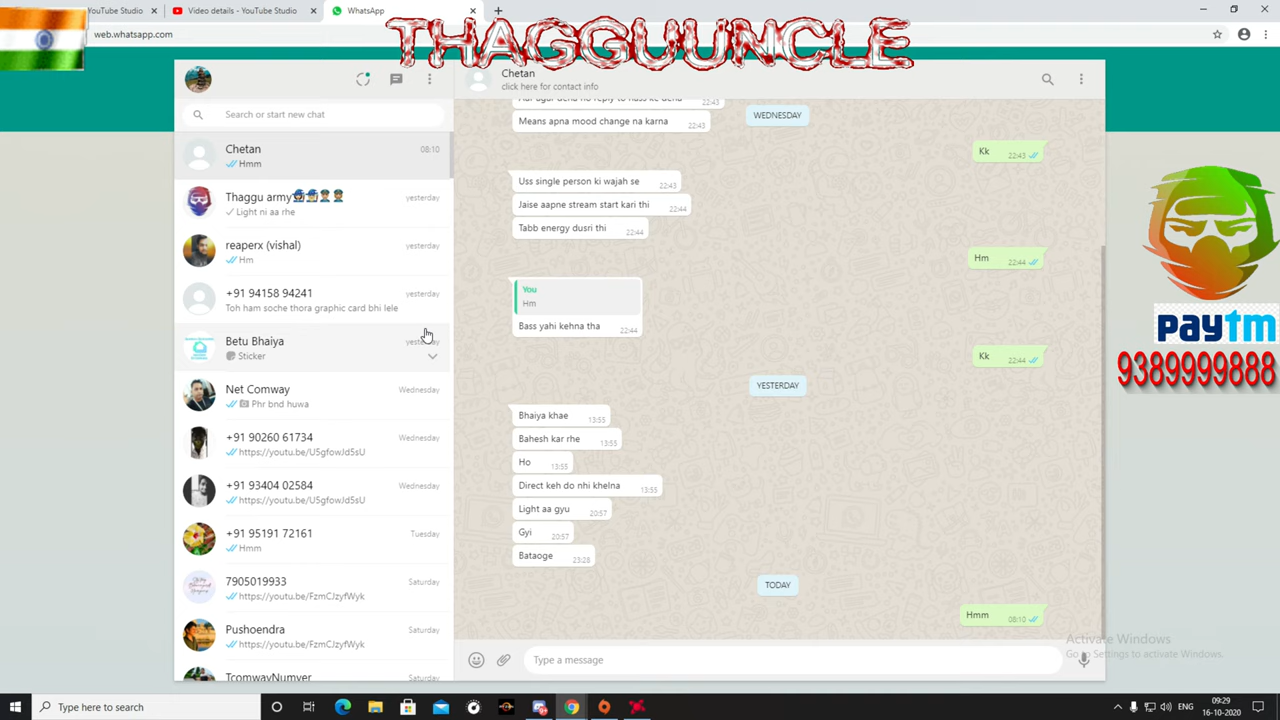 YouTube Studio
Video details - YouTube Studio
WhatsApp
web.whatsapp.com
THAGGUUNCLE
Search or start new chat
Chetan
08:10
Hmm
Thaggu army
yesterday
Light ni aa rhe
reaperx (vishal)
yesterday
Hm
+91 94158 94241
yesterday
Toh ham soche thora graphic card bhi lele
Betu Bhaiya
Sticker
Net Comway
Wednesday
Phr bnd huwa
+91 90260 61734
Wednesday
https://youtu.be/U5gfowJd5sU
+91 93404 02584
Wednesday
https://youtu.be/U5gfowJd5sU
+91 95191 72161
Tuesday
Hmm
7905019933
Saturday
https://youtu.be/FzmCJzyfWyk
Pushoendra
Saturday
https://youtu.be/FzmCJzyfWyk
TcomwayNumver
Saturday
Chetan
click here for contact info
22:43
WEDNESDAY
Means apna mood change na karna 22:43
Kk 22:43
Uss single person ki wajah se 22:43
Jaise aapne stream start kari thi 22:44
Tabb energy dusri thi 22:44
Hm 22:44
You
Hm
Bass yahi kehna tha 22:44
Kk 22:44
YESTERDAY
Bhaiya khae 13:55
Bahesh kar rhe 13:55
Ho 13:55
Direct keh do nhi khelna 13:55
Light aa gyu 20:57
Gyi 20:57
Bataoge 23:28
TODAY
Hmm 08:10
Type a message
Activate Windows
Go to Settings to activate Windows.
paytm
9389999888
Type here to search
ENG
09:29
16-10-2020